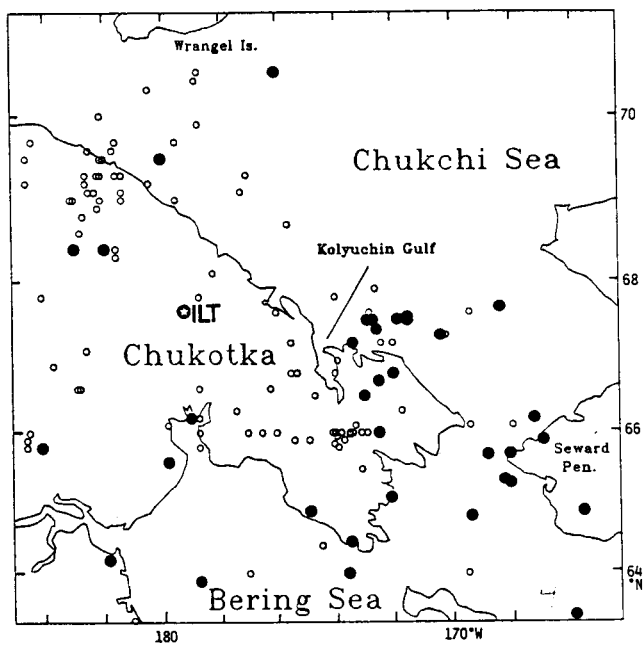 Wrangel Is.
70
Chukchi Sea
Kolyuchin Gulf
68
ILT
Chukotka
66
Seward
Pen.
64
°N
Bering Sea
180
170°W